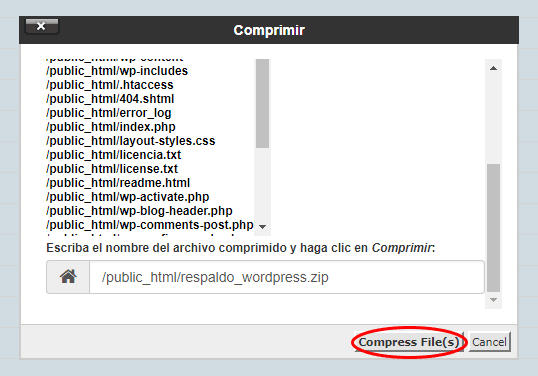 Comprimir
/public_html/wp-content
/public_html/wp-includes
/public_html/.htaccess
/public_html/404.shtml
/public_html/error_log
/public_html/index.php
/public_html/layout-styles.css
/public_html/licencia.txt
/public_html/license.txt
/public_html/readme.html
/public_html/wp-activate.php
/public_html/wp-blog-header.php
/public_html/wp-comments-post.php
Escriba el nombre del archivo comprimido y haga clic en Comprimir:
/public_html/respaldo_wordpress.zip
Compress File(s)
Cancel